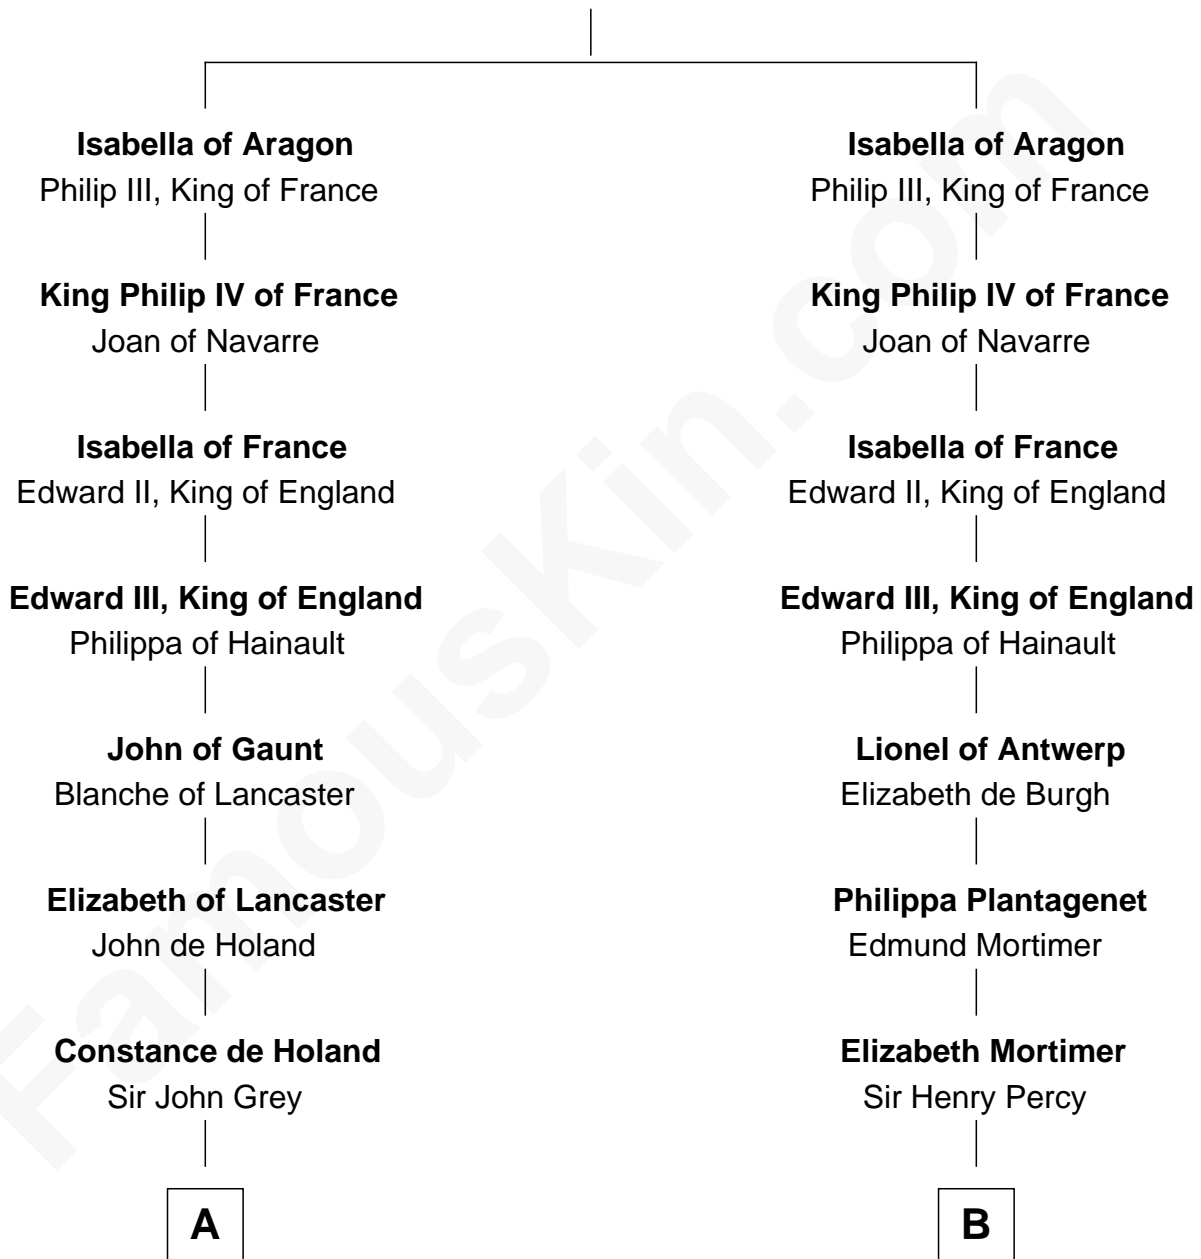 Isabella of Aragon
Philip III, King of France
King Philip IV of France
Joan of Navarre
Isabella of France
Edward II, King of England
Edward III, King of England
Philippa of Hainault
John of Gaunt
Blanche of Lancaster
Elizabeth of Lancaster
John de Holand
Constance de Holand
Sir John Grey
A
Isabella of Aragon
Philip III, King of France
King Philip IV of France
Joan of Navarre
Isabella of France
Edward II, King of England
Edward III, King of England
Philippa of Hainault
Lionel of Antwerp
Elizabeth de Burgh
Philippa Plantagenet
Edmund Mortimer
Elizabeth Mortimer
Sir Henry Percy
B
FamousKin.com